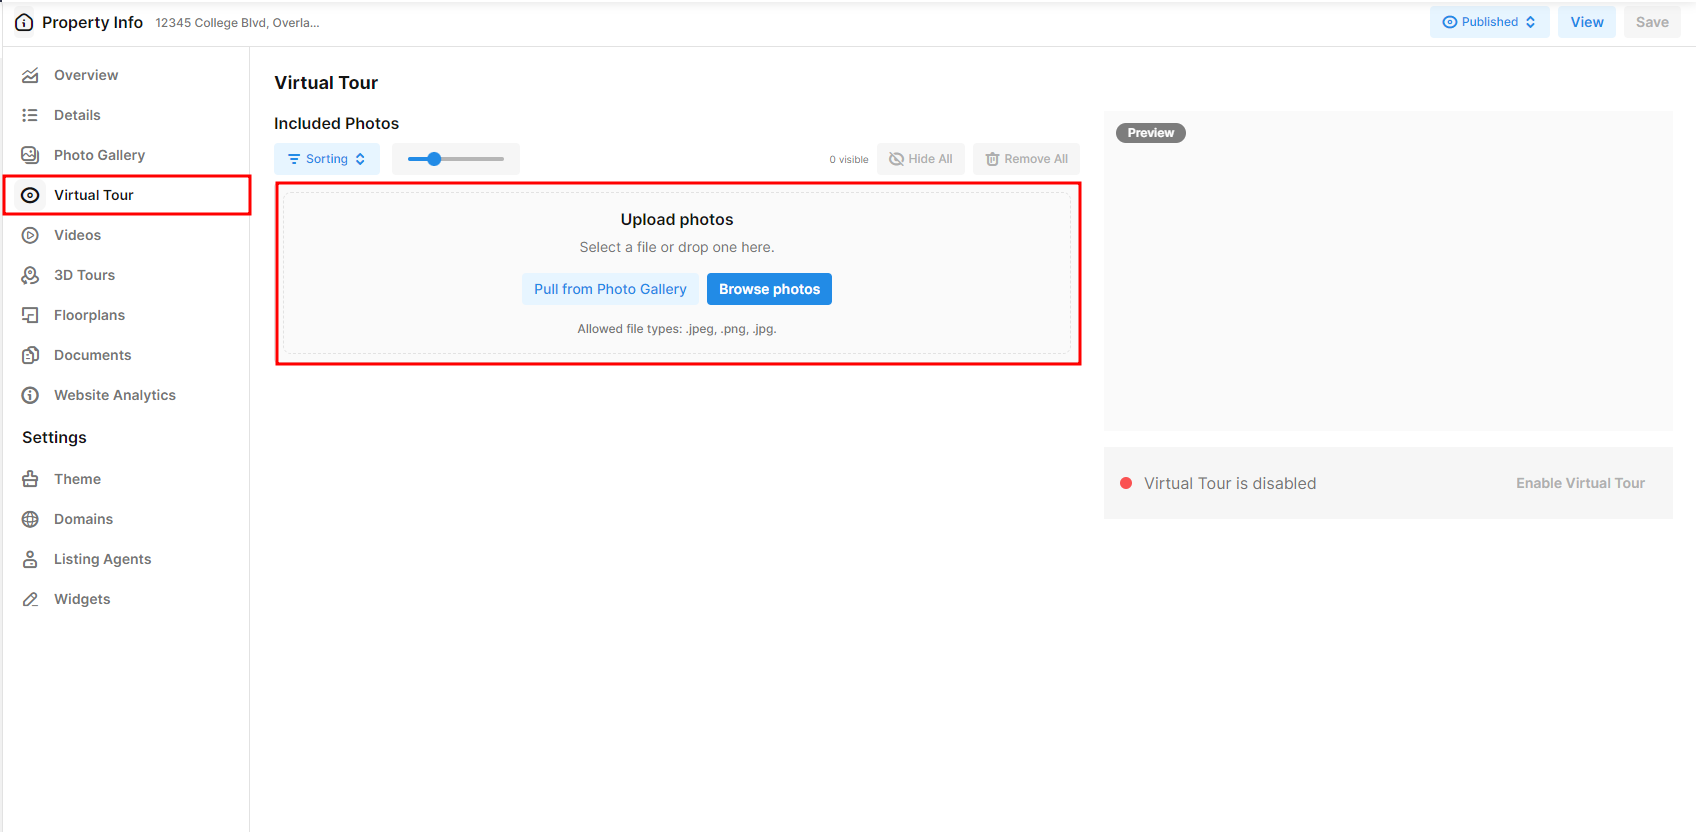 Property Info 12345 College Blvd, Overla...
Published
View
Save
Overview
Details
Photo Gallery
Virtual Tour
Videos
3D Tours
Floorplans
Documents
Website Analytics
Settings
Theme
Domains
Listing Agents
Widgets
Virtual Tour
Included Photos
Sorting
0 visible
Hide All
Remove All
Upload photos
Select a file or drop one here.
Pull from Photo Gallery
Browse photos
Allowed file types: .jpeg, .png, .jpg.
Preview
Virtual Tour is disabled
Enable Virtual Tour